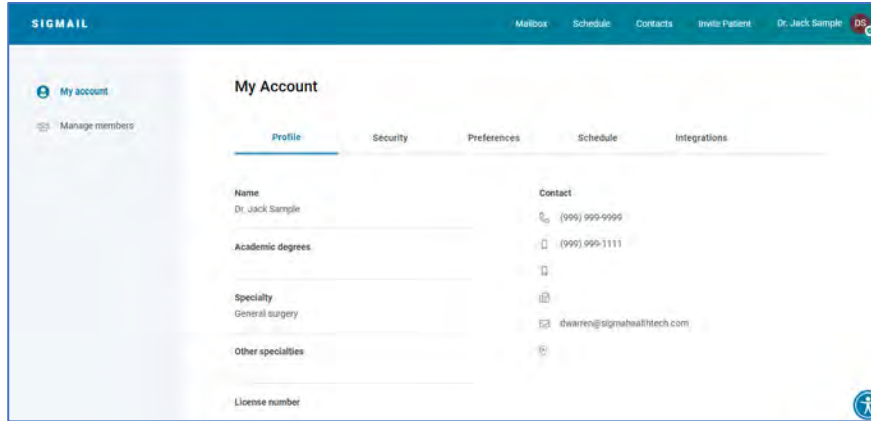 SIGMAIL
Mailbox Schedule Contacts Invite Patient Dr. Jack Sample DS
My account
Manage members
My Account
Profile Security Preferences Schedule Integrations
Name
Dr. Jack Sample
Academic degrees
Specialty
General surgery
Other specialties
License number
Contact
(999) 999-9999
(999) 999-1111
dwarren@sigmahealthtech.com